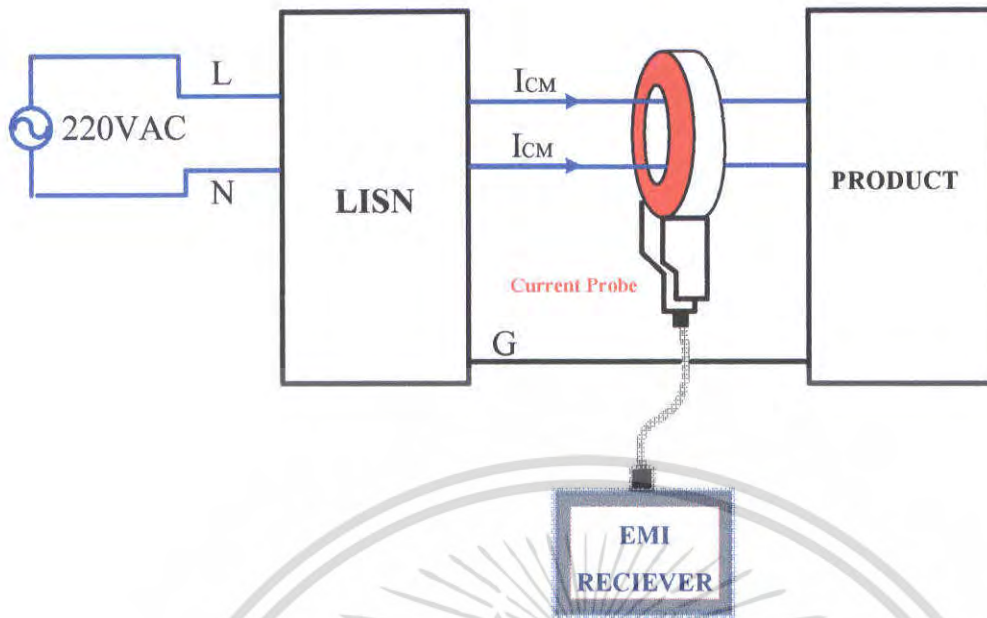 L
220VAC
N
LISN
ICM
ICM
PRODUCT
Current Probe
G
EMI
RECIEVER